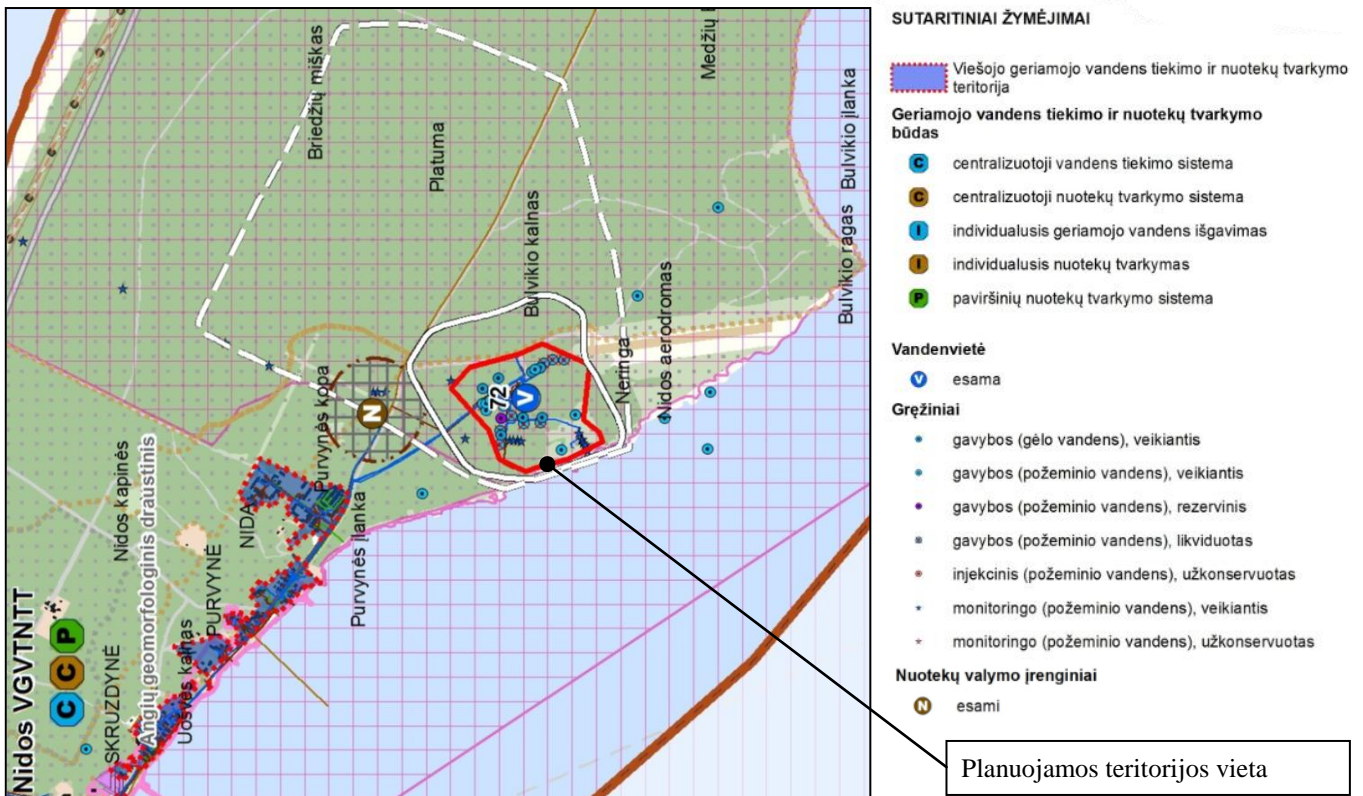 Briedžių miškas
Platuma
Medžių
Bulvikio įlanka
Bulvikio kalnas
Bulvikio ragas
Nidos aerodromas
Neringa
72
V
N
Purvynės kopa
Nidos kapinės
NIDA
Purvynės įlanka
PURVYNĖ
Angių geomorfologinis draustinis
Uosvės kalnas
SKRUZDYNĖ
Nidos VGVTNTT
C C P
SUTARITINIAI ŽYMĖJIMAI
Viešojo geriamojo vandens tiekimo ir nuotekų tvarkymo
teritorija
Geriamojo vandens tiekimo ir nuotekų tvarkymo
būdas
C centralizuotoji vandens tiekimo sistema
C centralizuotoji nuotekų tvarkymo sistema
I individualusis geriamojo vandens išgavimas
I individualusis nuotekų tvarkymas
P paviršinių nuotekų tvarkymo sistema
Vandenvietė
V esama
Gręžiniai
gavybos (gėlo vandens), veikiantis
gavybos (požeminio vandens), veikiantis
gavybos (požeminio vandens), rezervinis
gavybos (požeminio vandens), likviduotas
injekcinis (požeminio vandens), užkonservuotas
monitoringo (požeminio vandens), veikiantis
monitoringo (požeminio vandens), užkonservuotas
Nuotekų valymo įrenginiai
N esami
Planuojamos teritorijos vieta